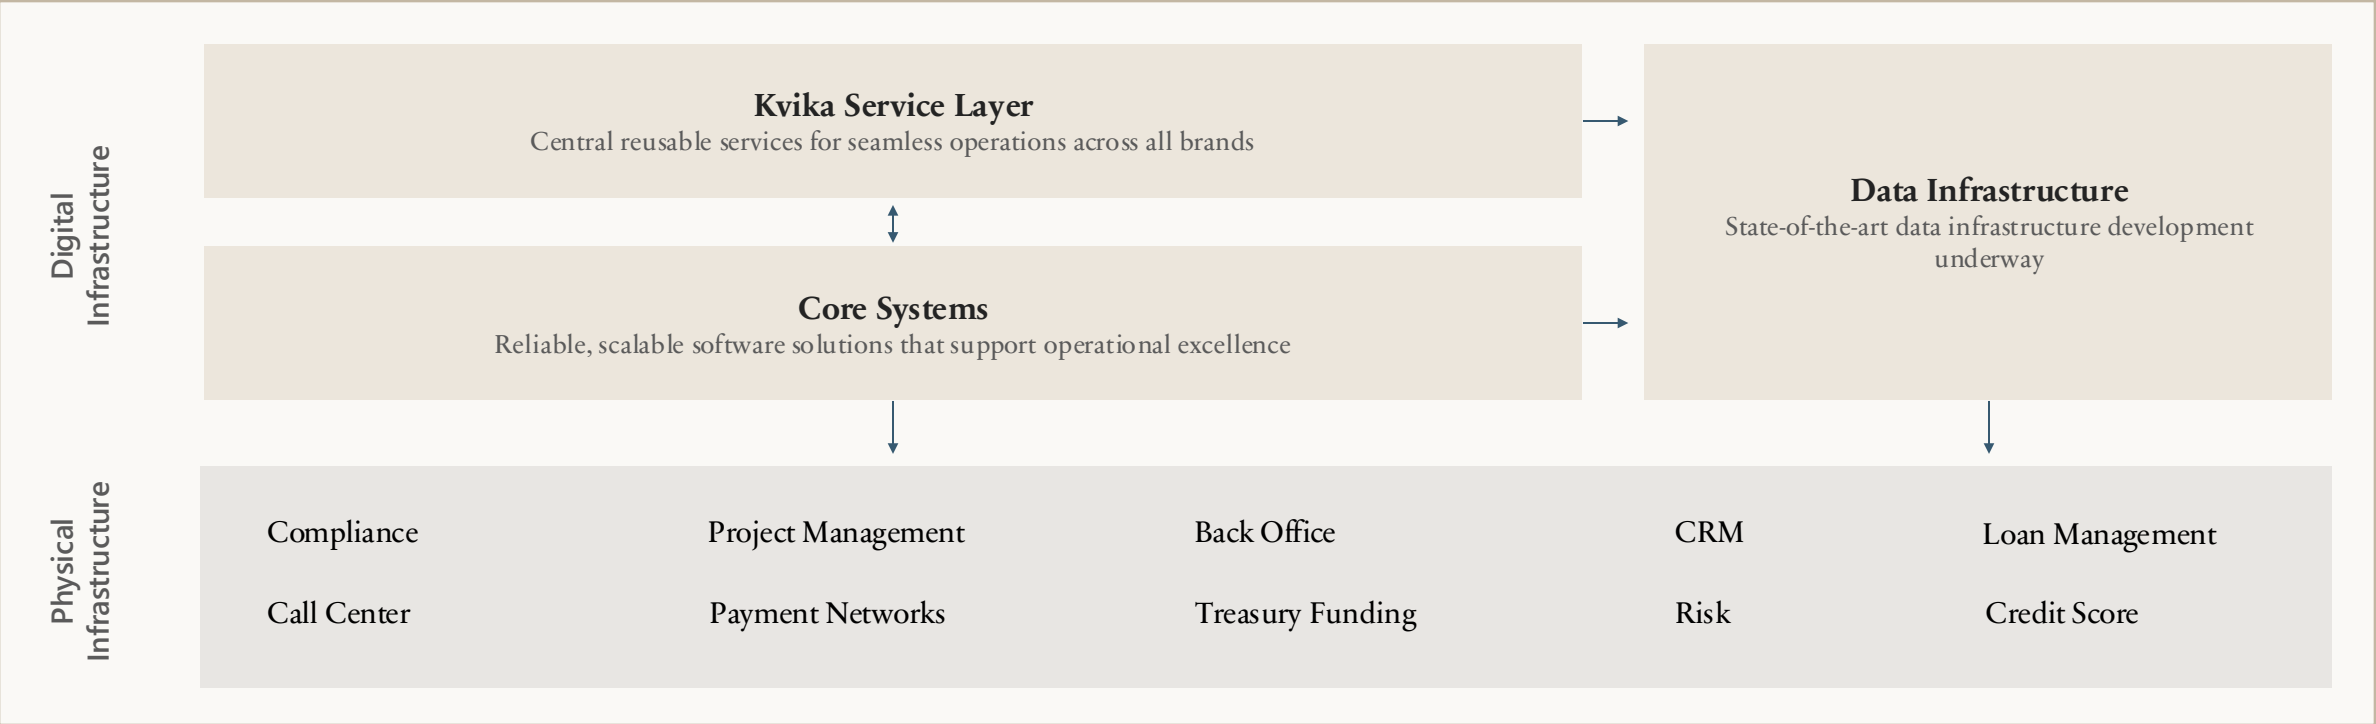 Digital
Infrastructure
Kvika Service Layer
Central reusable services for seamless operations across all brands
Core Systems
Reliable, scalable software solutions that support operational excellence
Data Infrastructure
State-of-the-art data infrastructure development
underway
Physical
Infrastructure
Compliance
Project Management
Back Office
CRM
Loan Management
Call Center
Payment Networks
Treasury Funding
Risk
Credit Score